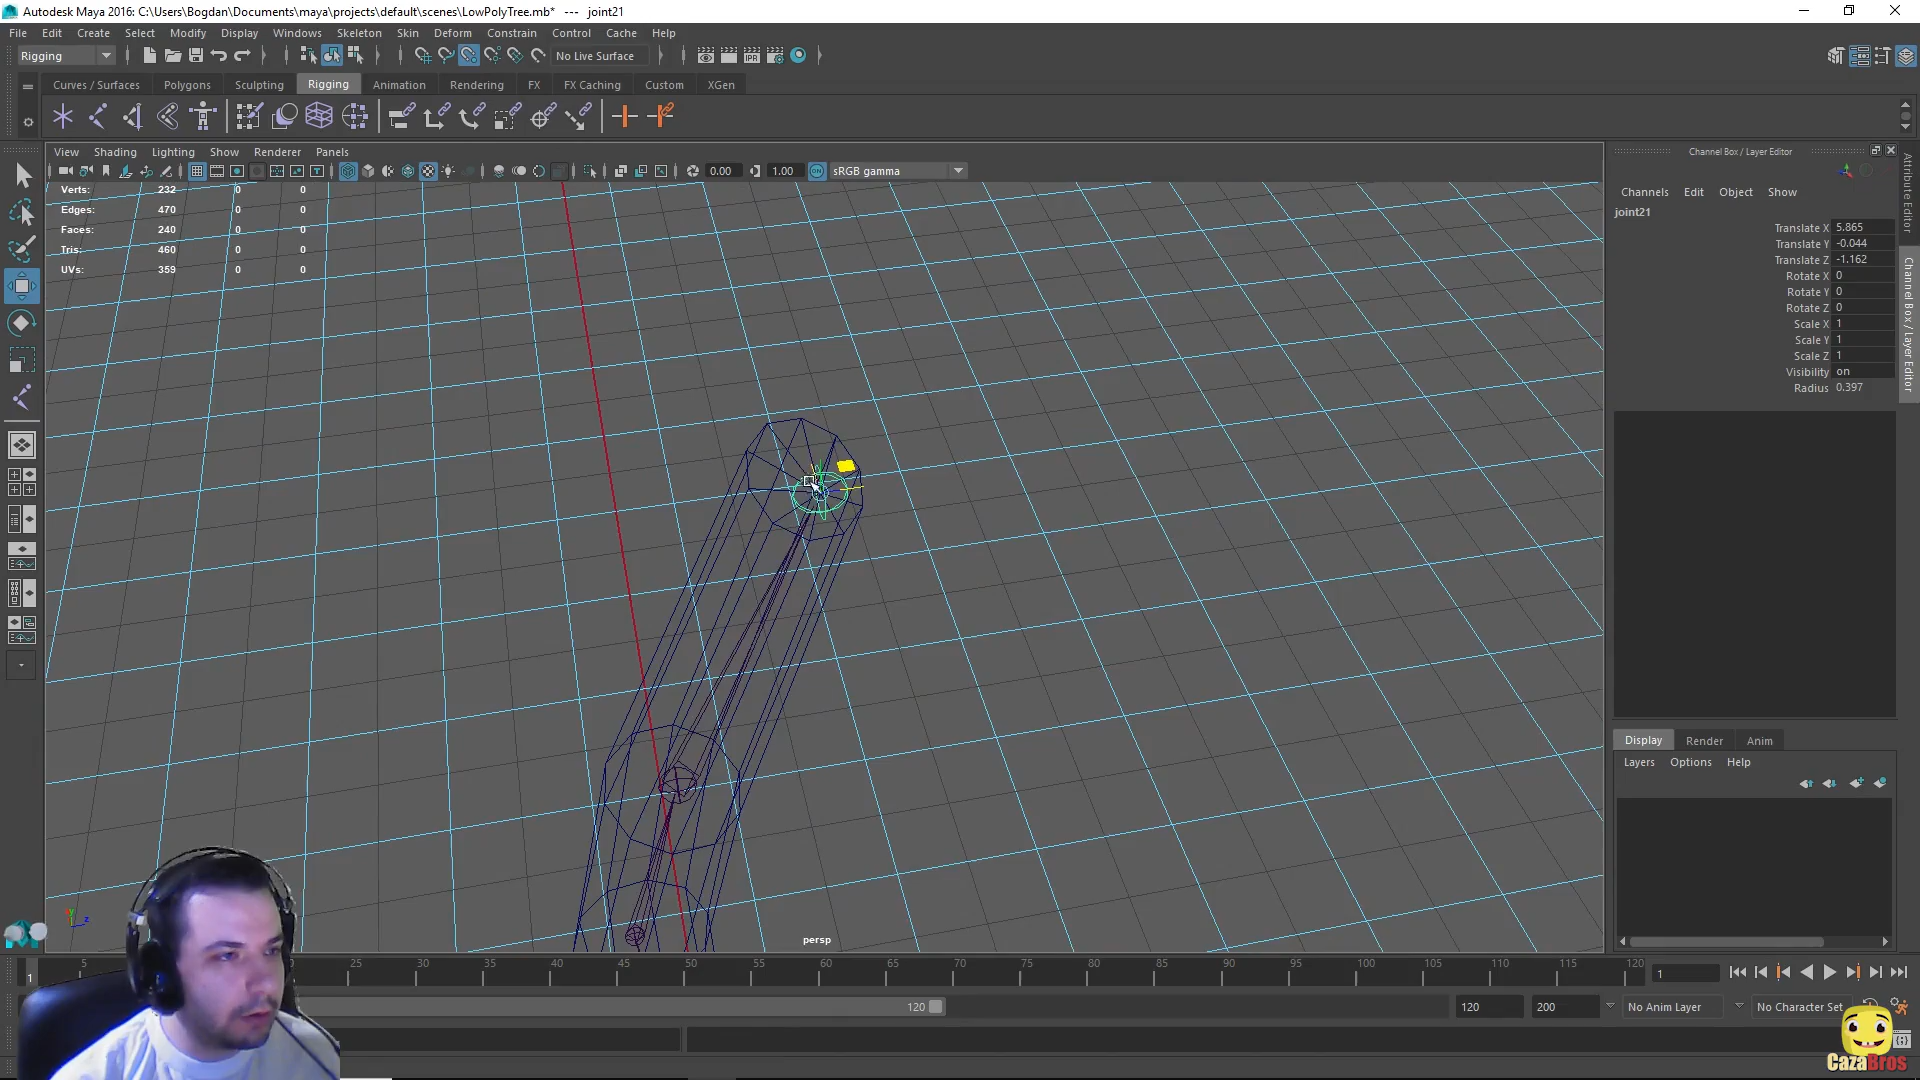 Autodesk Maya 2016: C:\Users\Bogdan\Documents\maya\projects\default\scenes\LowPolyTree.mb* --- joint21
File Edit Create Select Modify Display Windows Skeleton Skin Deform Constrain Control Cache Help
Rigging No Live Surface
Curves / Surfaces Polygons Sculpting Rigging Animation Rendering FX FX Caching Custom XGen
View Shading Lighting Show Renderer Panels
0.00 1.00 sRGB gamma
Verts: 232 0 0
Edges: 470 0 0
Faces: 240 0 0
Tris: 460 0 0
UVs: 359 0 0
persp
Channel Box / Layer Editor
Channels Edit Object Show
joint21
Translate X 5.865
Translate Y -0.044
Translate Z -1.162
Rotate X 0
Rotate Y 0
Rotate Z 0
Scale X 1
Scale Y 1
Scale Z 1
Visibility on
Radius 0.397
Attribute Editor
Channel Box / Layer Editor
Display Render Anim
Layers Options Help
1 5 25 30 35 40 45 50 55 60 65 70 75 80 85 90 95 100 105 110 115 120 1
120 120 200 No Anim Layer No Character Set
CazaBros